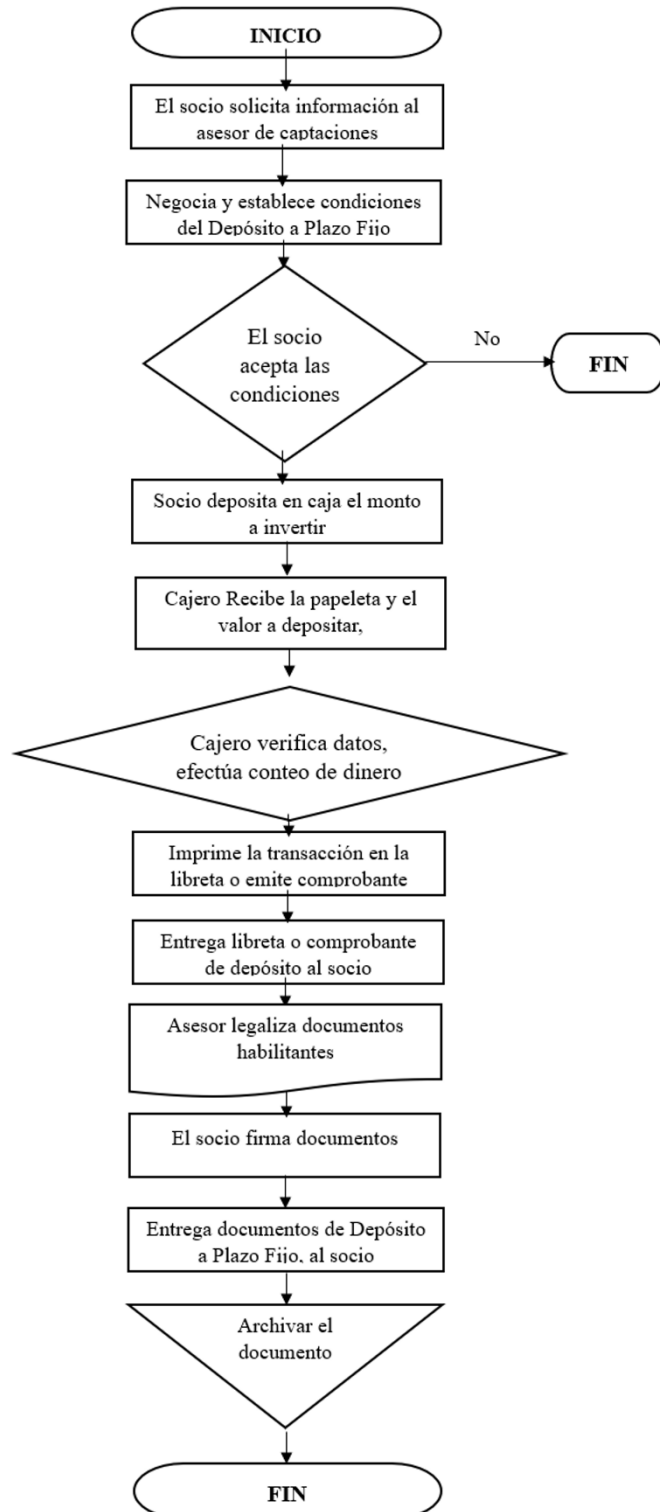 INICIO
El socio solicita información al
asesor de captaciones
Negocia y establece condiciones
del Depósito a Plazo Fijo
El socio
acepta las
condiciones
No
FIN
Socio deposita en caja el monto
a invertir
Cajero Recibe la papeleta y el
valor a depositar,
Cajero verifica datos,
efectúa conteo de dinero
Imprime la transacción en la
libreta o emite comprobante
Entrega libreta o comprobante
de depósito al socio
Asesor legaliza documentos
habilitantes
El socio firma documentos
Entrega documentos de Depósito
a Plazo Fijo, al socio
Archivar el
documento
FIN